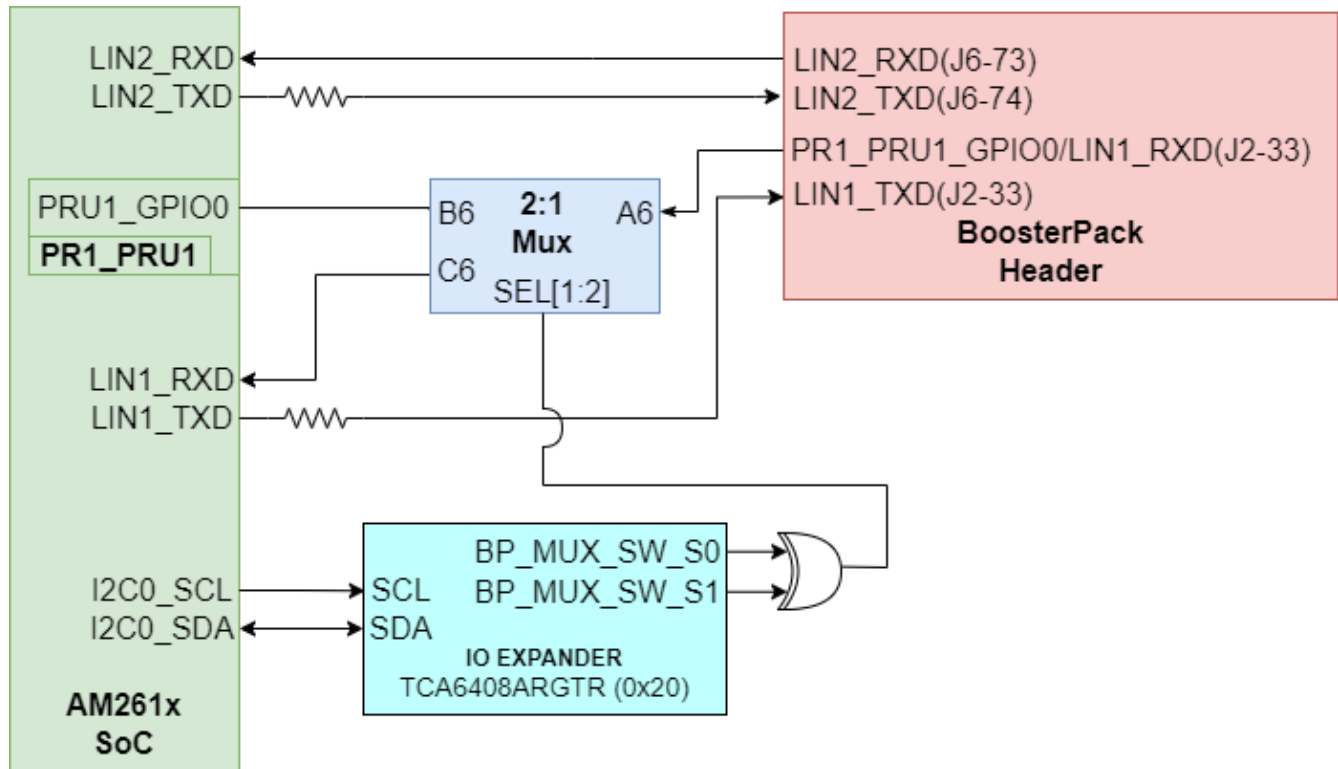 LIN2_RXD
LIN2_TXD
PRU1_GPIO0
PR1_PRU1
LIN1_RXD
LIN1_TXD
I2C0_SCL
I2C0_SDA
AM261x
SoC
B6
2:1
Mux
A6
C6
SEL[1:2]
LIN2_RXD(J6-73)
LIN2_TXD(J6-74)
PR1_PRU1_GPIO0/LIN1_RXD(J2-33)
LIN1_TXD(J2-33)
BoosterPack
Header
BP_MUX_SW_S0
BP_MUX_SW_S1
SCL
SDA
IO EXPANDER
TCA6408ARGTR (0x20)